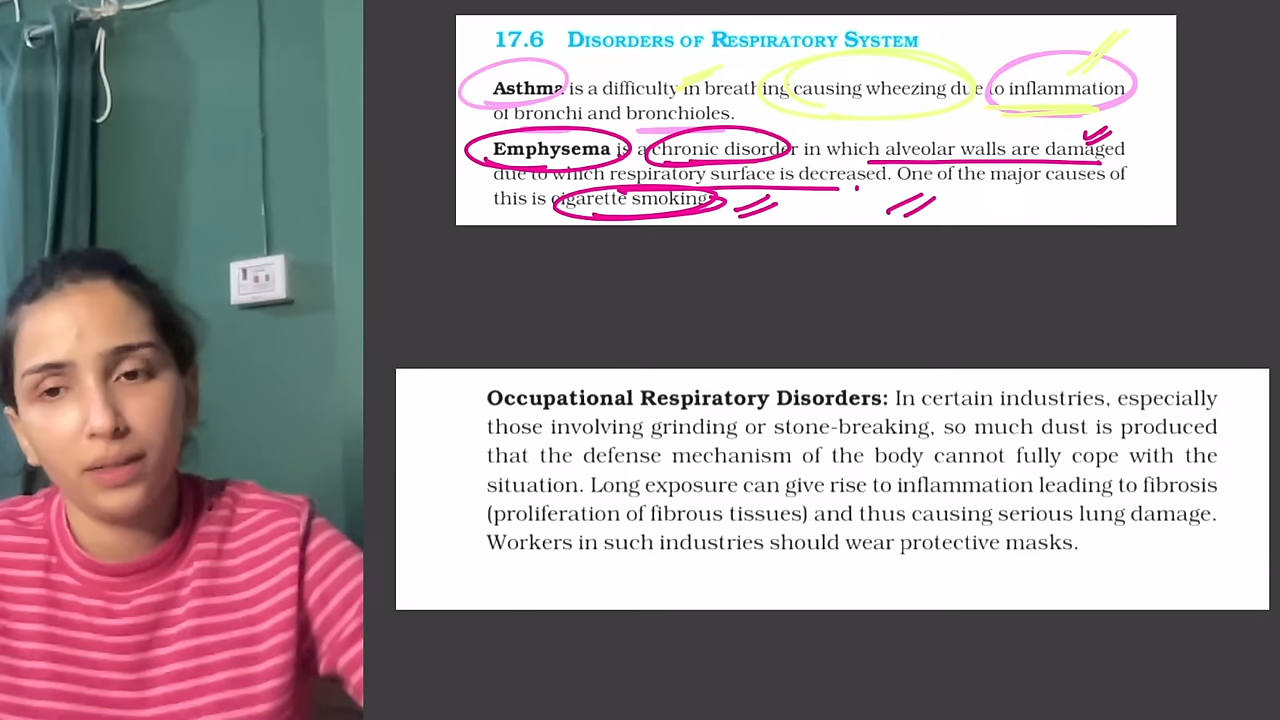 17.6 DISORDERS OF RESPIRATORY SYSTEM
Asthma is a difficulty in breathing causing wheezing due to inflammation
of bronchi and bronchioles.
Emphysema is a chronic disorder in which alveolar walls are damaged
due to which respiratory surface is decreased. One of the major causes of
this is cigarette smoking.
Occupational Respiratory Disorders: In certain industries, especially
those involving grinding or stone-breaking, so much dust is produced
that the defense mechanism of the body cannot fully cope with the
situation. Long exposure can give rise to inflammation leading to fibrosis
(proliferation of fibrous tissues) and thus causing serious lung damage.
Workers in such industries should wear protective masks.